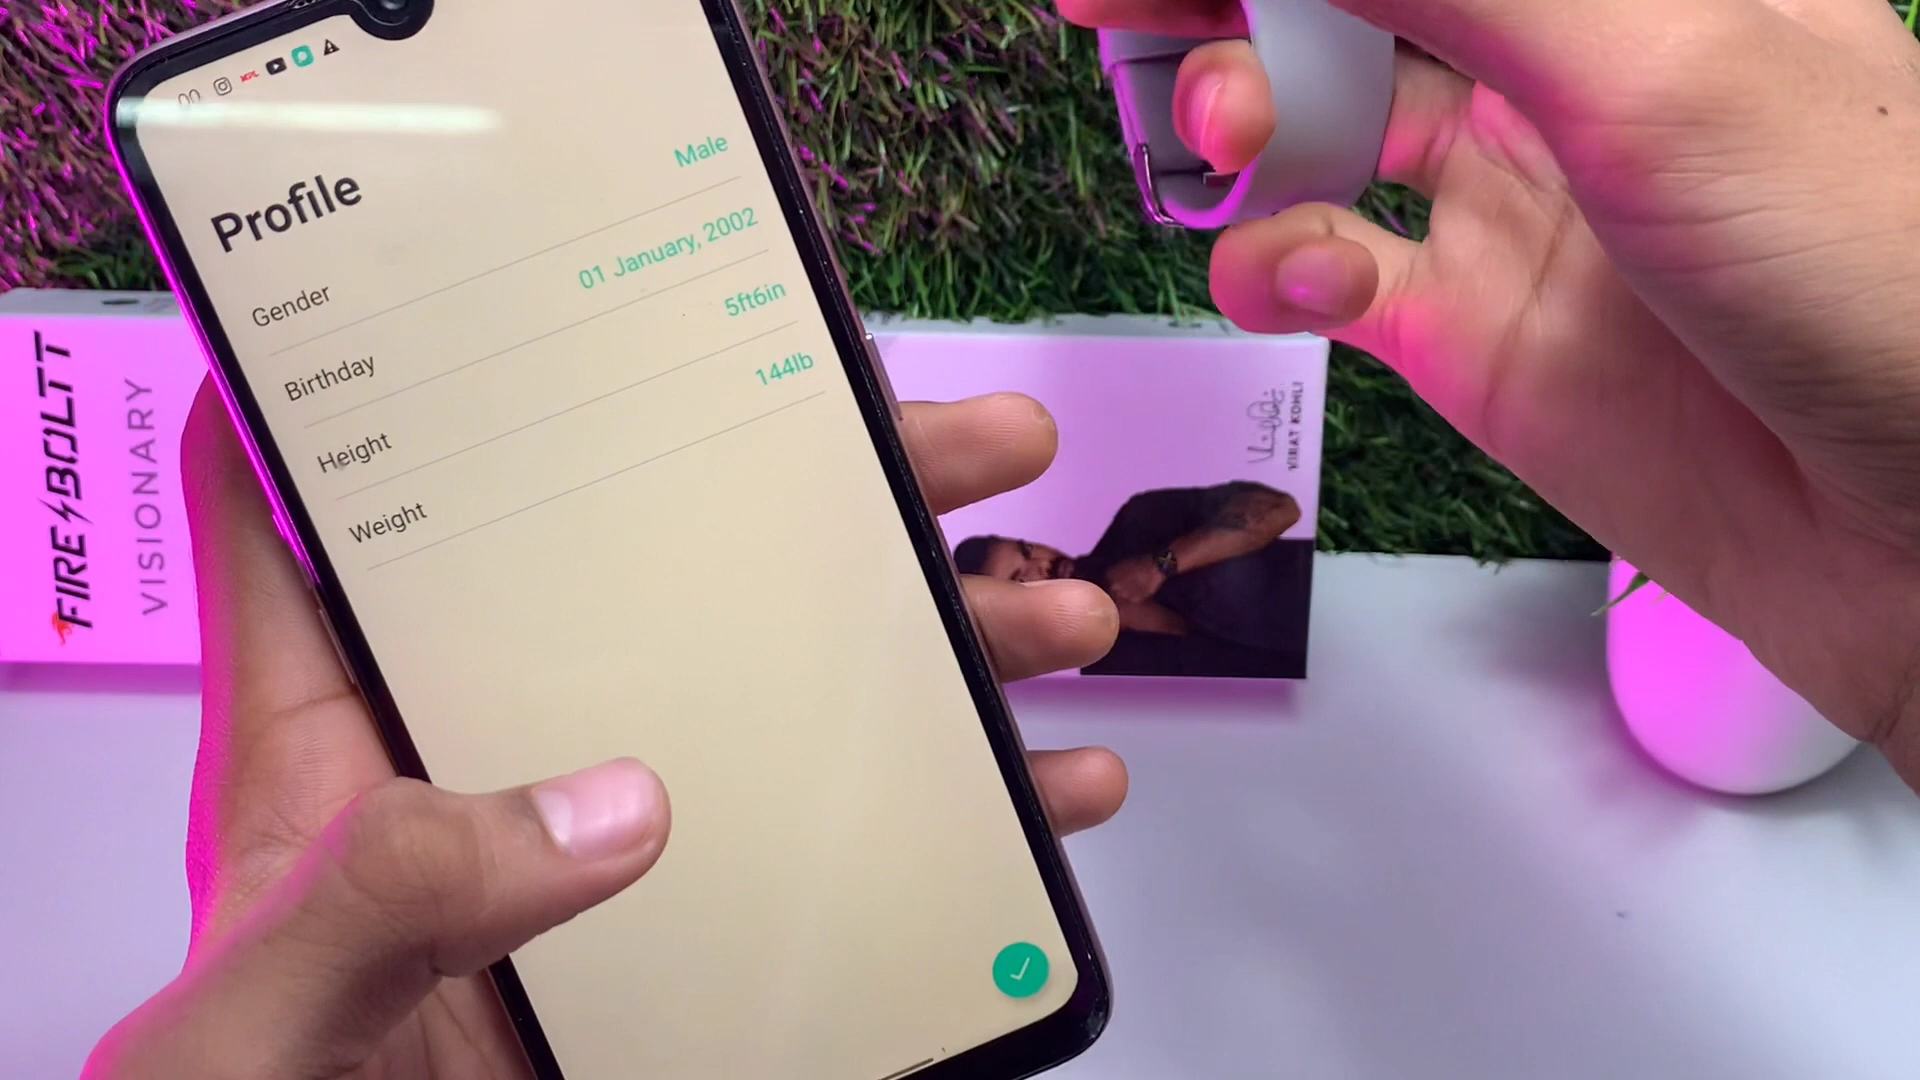 Profile
Gender Male
Birthday 01 January, 2002
Height 5ft6in
Weight 144lb
FIRE BOLTT
VISIONARY
VIRAT KOHLI